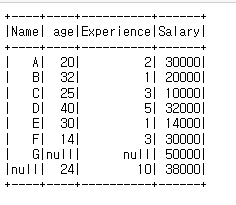 +----+----+----------+------+
|Name| age|Experience|Salary|
+----+----+----------+------+
|   A|  20|         2| 30000|
|   B|  32|         1| 20000|
|   C|  25|         3| 10000|
|   D|  40|         5| 32000|
|   E|  30|         1| 14000|
|   F|  14|         3| 30000|
|   G|null|      null| 50000|
|null|  24|        10| 38000|
+----+----+----------+------+